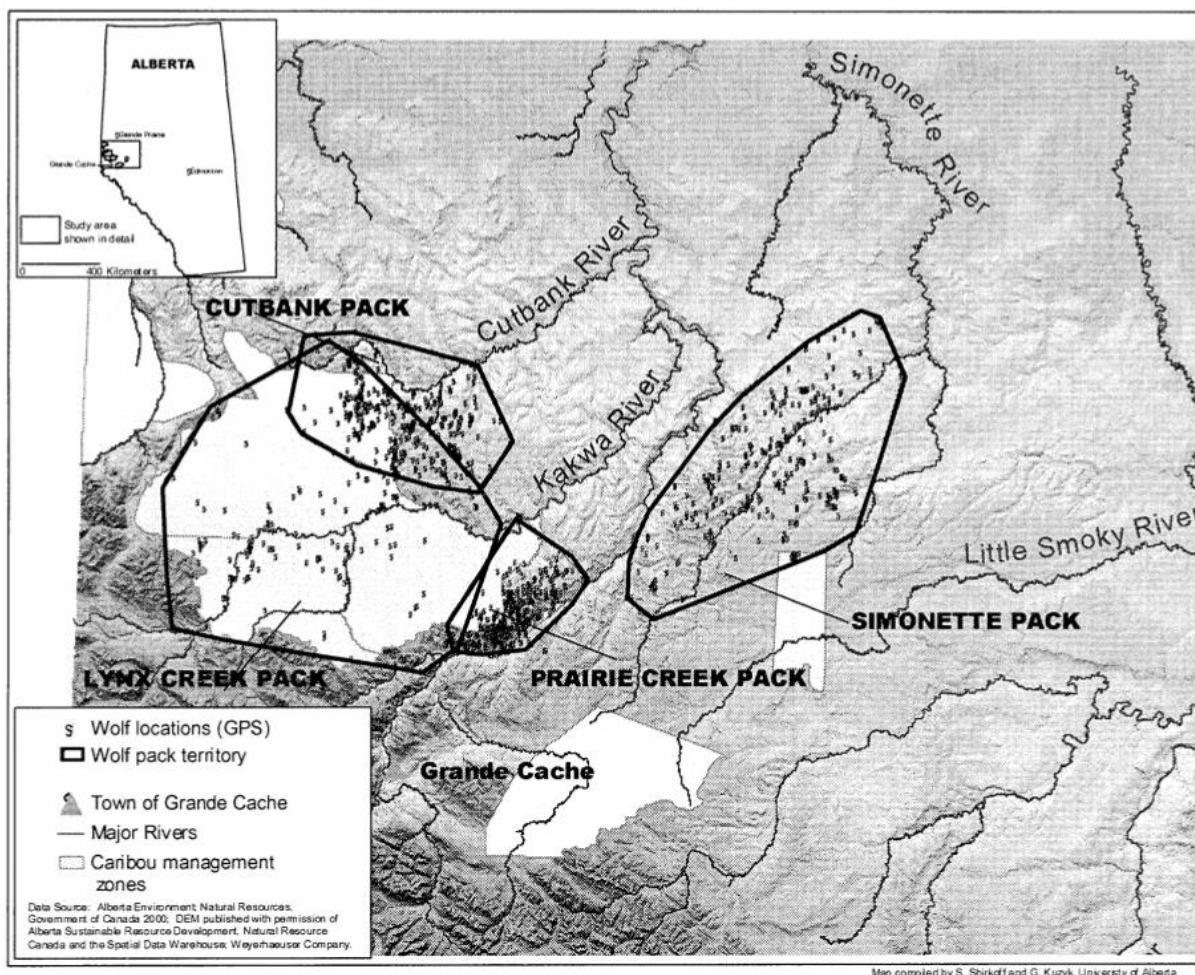 ALBERTA
Grande Prairie
Grande Cache
Edmonton
Study area
shown in detail
0 400 Kilometers
Simonette River
CUTBANK PACK
Cutbank River
Kakwa River
Little Smoky River
SIMONETTE PACK
LYNX CREEK PACK
PRAIRIE CREEK PACK
Grande Cache
Wolf locations (GPS)
Wolf pack territory
Town of Grande Cache
Major Rivers
Caribou management
zones
Data Source: Alberta Environment, Natural Resources,
Government of Canada 2000; DEM published with permission of
Alberta Sustainable Resource Development, Natural Resource
Canada and the Spatial Data Warehouse; Weyerhaeuser Company.
Map compiled by S. Shirkoff and G. Kuzyk, University of Alberta